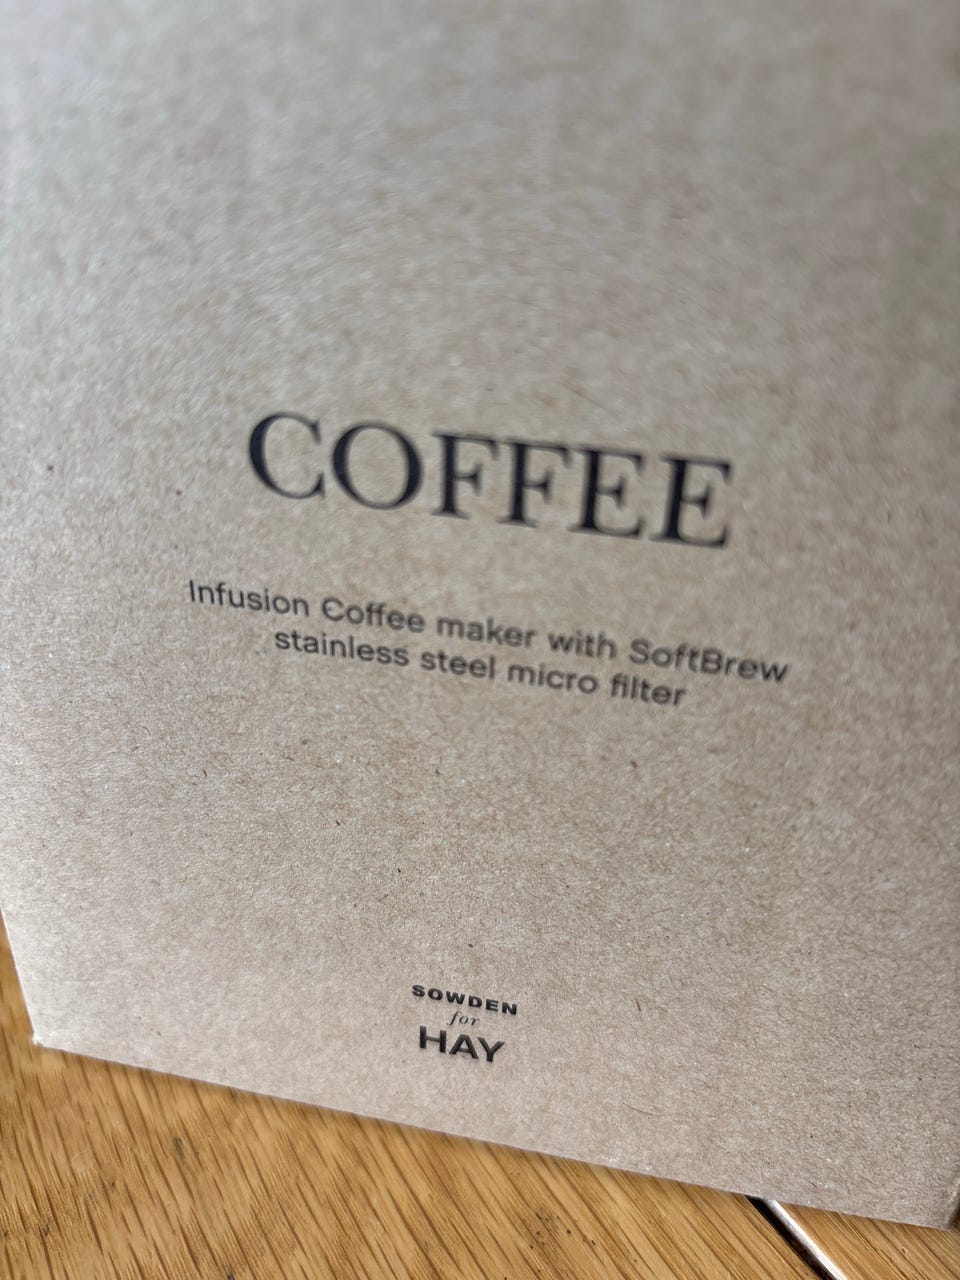 COFFEE
Infusion Coffee maker with SoftBrew
stainless steel micro filter
SOWDEN
for
HAY